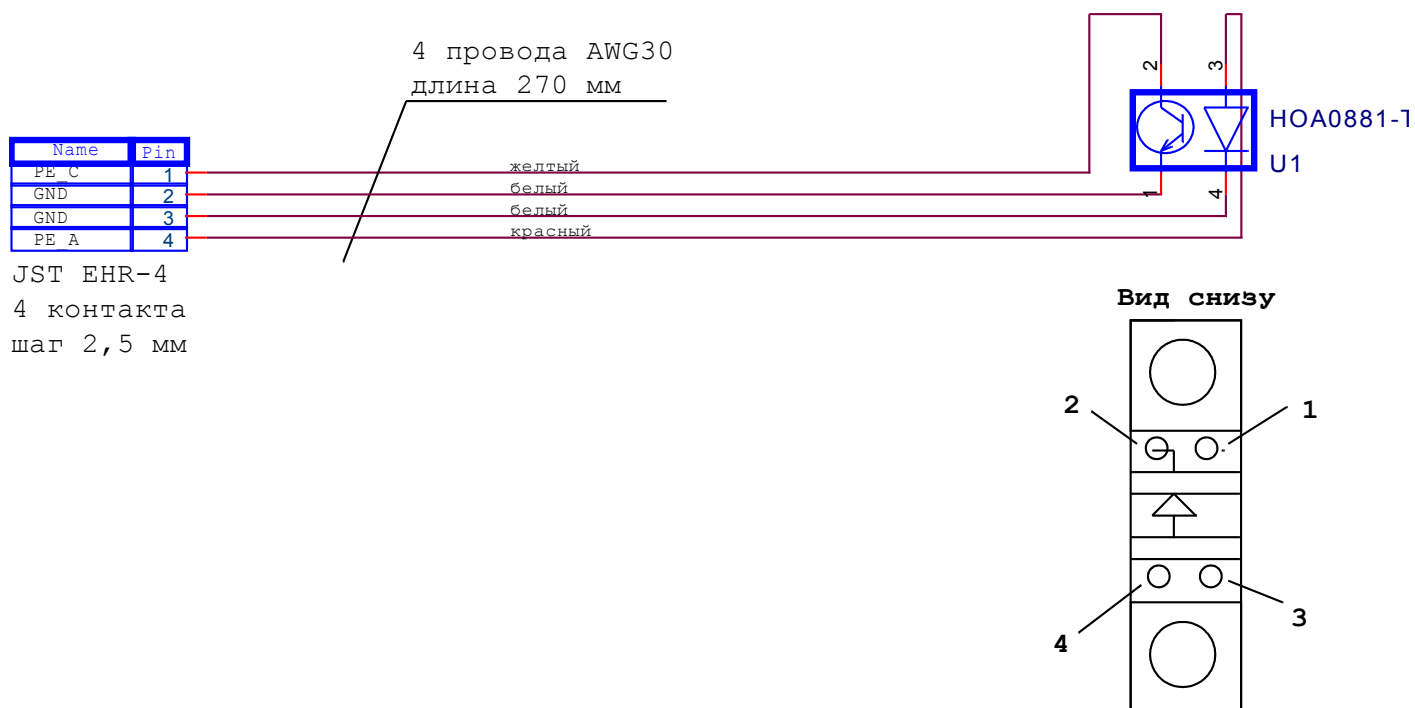 4 провода AWG30
длина 270 мм
2
3
HOA0881-T
U1
1
4
Name Pin
PE_C 1
GND 2
GND 3
PE_A 4
желтый
белый
белый
красный
JST EHR-4
4 контакта
шаг 2,5 мм
Вид снизу
2
1
4
3